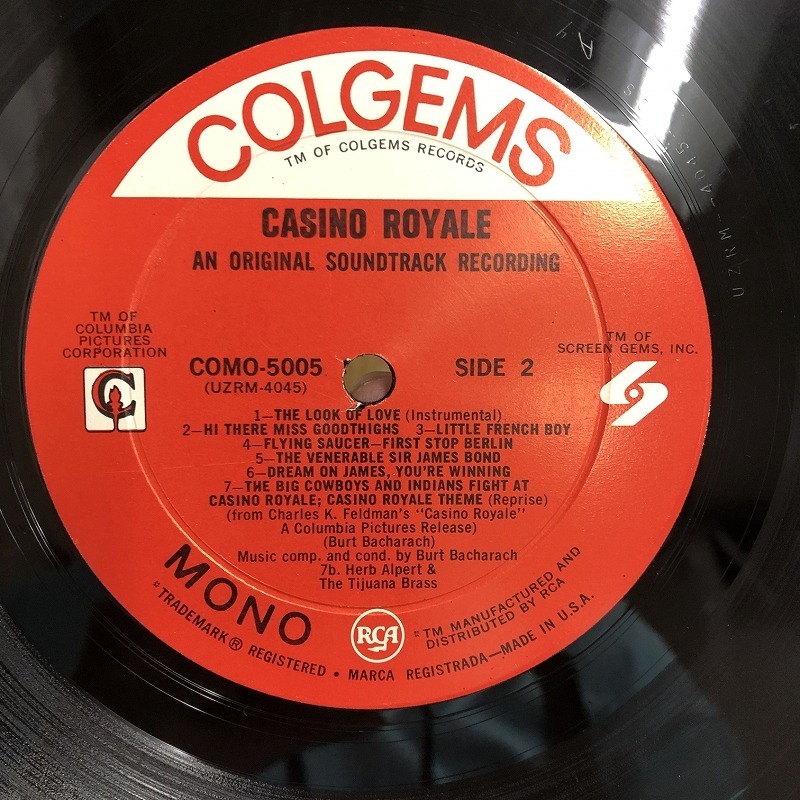 COLGEMS
TM OF COLGEMS RECORDS
CASINO ROYALE
AN ORIGINAL SOUNDTRACK RECORDING
TM OF
COLUMBIA
PICTURES
CORPORATION
TM OF
SCREEN GEMS, INC.
COMO-5005
(UZRM-4045)
SIDE 2
1—THE LOOK OF LOVE (Instrumental)
2—HI THERE MISS GOODTHIGHS 3—LITTLE FRENCH BOY
4—FLYING SAUCER—FIRST STOP BERLIN
5—THE VENERABLE SIR JAMES BOND
6—DREAM ON JAMES, YOU'RE WINNING
7—THE BIG COWBOYS AND INDIANS FIGHT AT
CASINO ROYALE; CASINO ROYALE THEME (Reprise)
(from Charles K. Feldman's "Casino Royale"
A Columbia Pictures Release)
(Burt Bacharach)
Music comp. and cond. by Burt Bacharach
7b. Herb Alpert &
The Tijuana Brass
MONO
RCA
TM MANUFACTURED AND
DISTRIBUTED BY RCA
TRADEMARK ® REGISTERED • MARCA REGISTRADA—MADE IN U.S.A.
UZRM-4045
A4